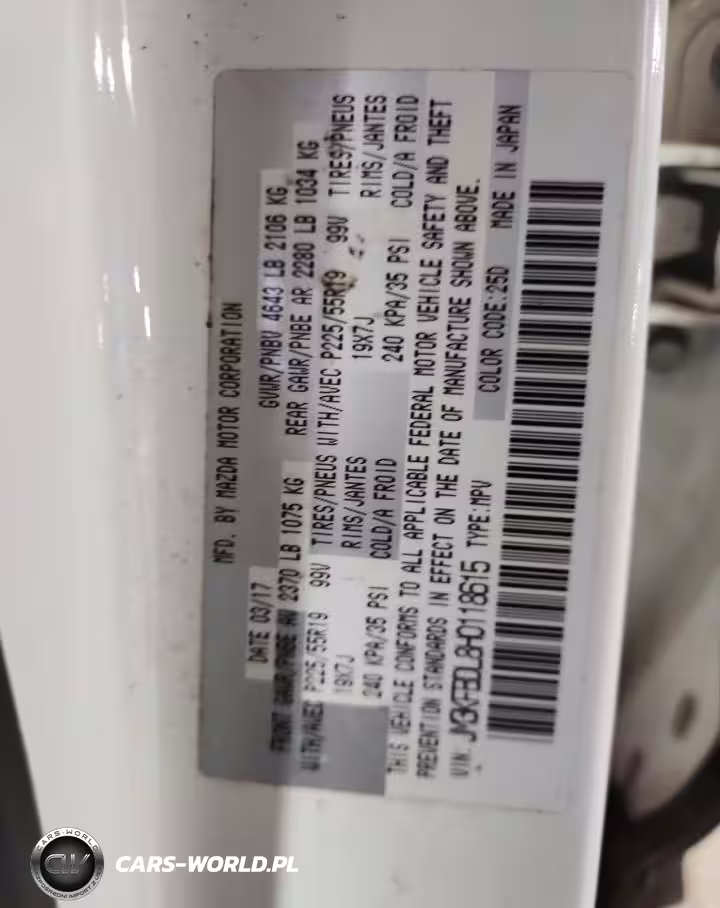 MFD. BY MAZDA MOTOR CORPORATION
DATE 03/17 GVWR/PNBV 4643 LB 2106 KG
FRONT GAWR/PNBE AV 2370 LB 1075 KG REAR GAWR/PNBE AR 2280 LB 1034 KG
WITH/AVEC P225/55R19 99V TIRES/PNEUS WITH/AVEC P225/55R19 99V TIRES/PNEUS
19X7J RIMS/JANTES 19X7J RIMS/JANTES
240 KPA/35 PSI COLD/A FROID 240 KPA/35 PSI COLD/A FROID
THIS VEHICLE CONFORMS TO ALL APPLICABLE FEDERAL MOTOR VEHICLE SAFETY AND THEFT
PREVENTION STANDARDS IN EFFECT ON THE DATE OF MANUFACTURE SHOWN ABOVE.
VIN: JM3KFBDL8H0118615 TYPE:MPV COLOR CODE:25D MADE IN JAPAN
CARS-WORLD
CW
CARS-WORLD.PL